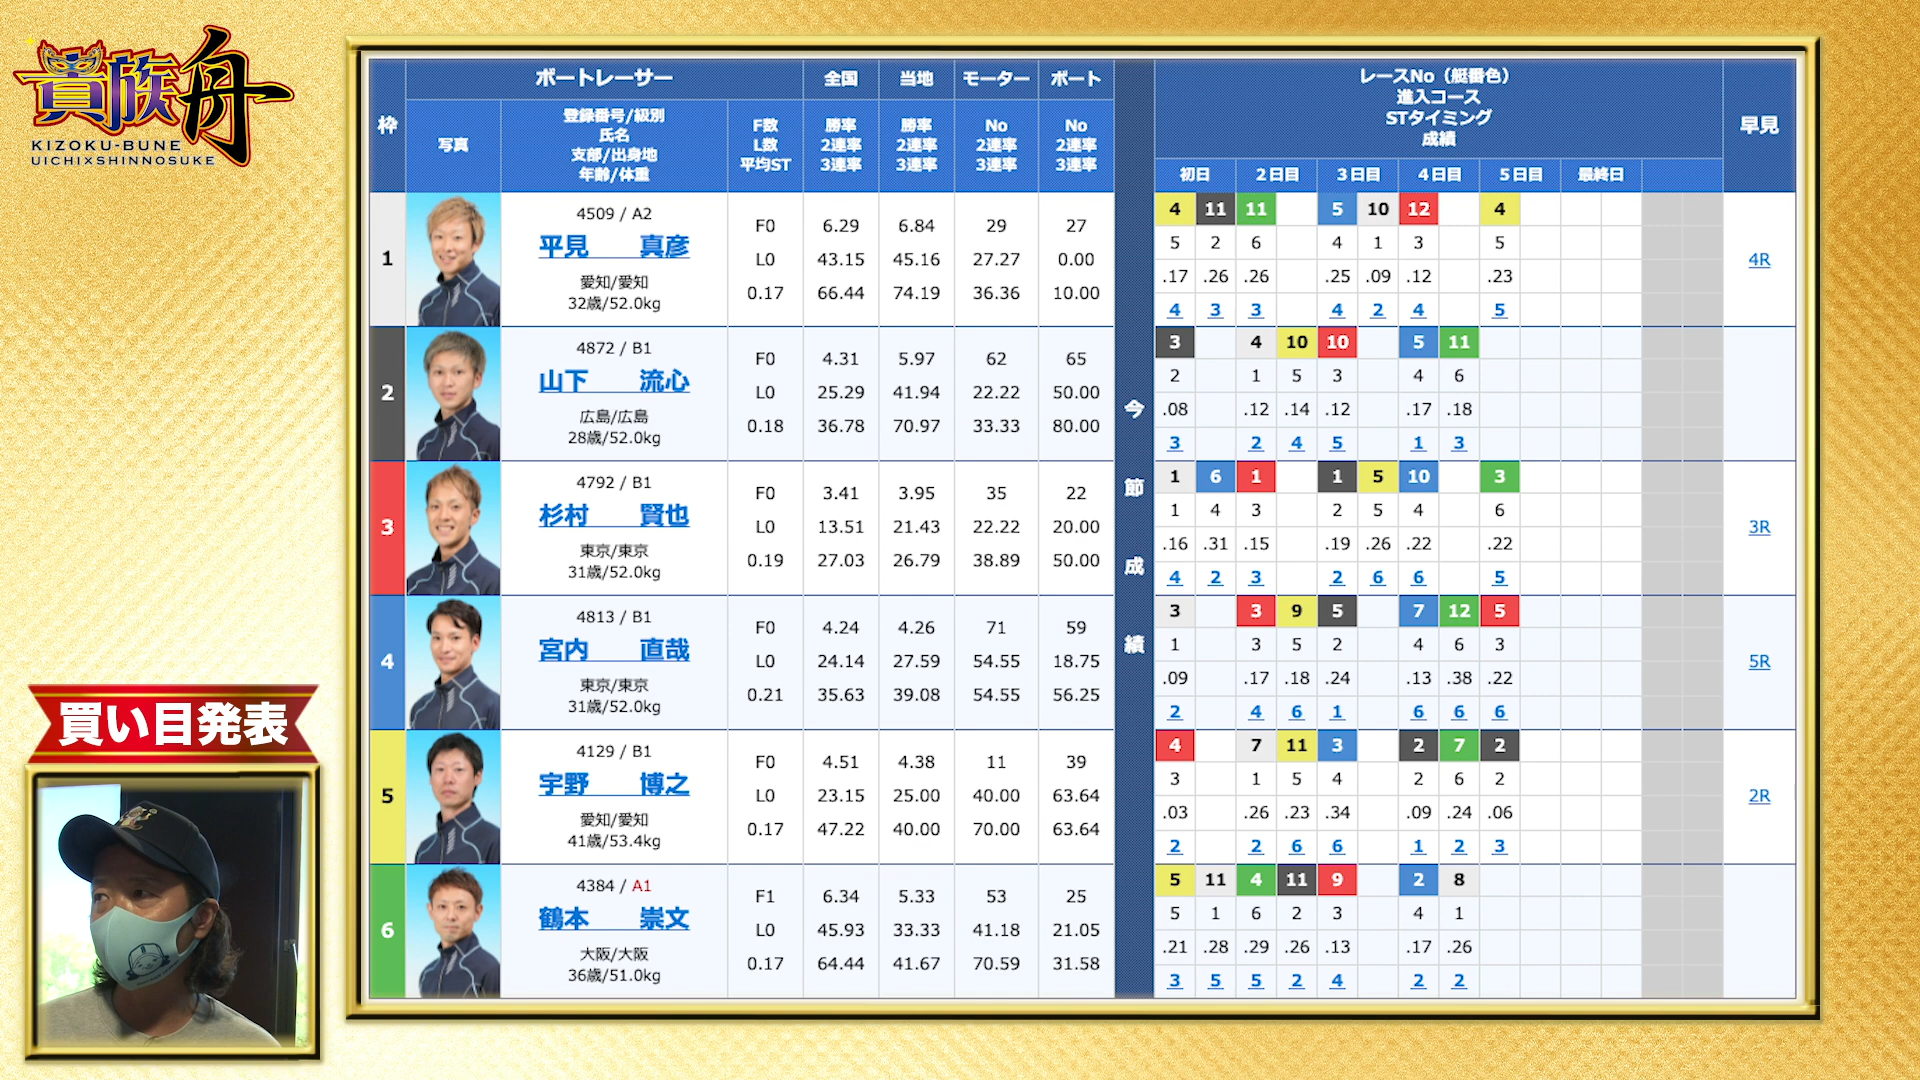 貴族舟
KIZOKU-BUNE
UICHIXSHINNOSUKE
枠 ボートレーサー 全国 当地 モーター ボート レースNo（艇番色）
進入コース
STタイミング
成績 早見
写真 登録番号/級別
氏名
支部/出身地
年齢/体重
F数
L数
平均ST
勝率
2連率
3連率
勝率
2連率
3連率
No
2連率
3連率
No
2連率
3連率
初日 2日目 3日目 4日目 5日目 最終日
今節成績
1
4509 / A2
平見 真彦
愛知/愛知
32歳/52.0kg
F0 6.29 6.84 29 27
L0 43.15 45.16 27.27 0.00
0.17 66.44 74.19 36.36 10.00
4 11 11 5 10 12 4
5 2 6 4 1 3 5
.17 .26 .26 .25 .09 .12 .23
4 3 3 4 2 4 5
4R
2
4872 / B1
山下 流心
広島/広島
28歳/52.0kg
F0 4.31 5.97 62 65
L0 25.29 41.94 22.22 50.00
0.18 36.78 70.97 33.33 80.00
3 4 10 10 5 11
2 1 5 3 4 6
.08 .12 .14 .12 .17 .18
3 2 4 5 1 3
3
4792 / B1
杉村 賢也
東京/東京
31歳/52.0kg
F0 3.41 3.95 35 22
L0 13.51 21.43 22.22 20.00
0.19 27.03 26.79 38.89 50.00
1 6 1 1 5 10 3
1 4 3 2 5 4 6
.16 .31 .15 .19 .26 .22 .22
4 2 3 2 6 6 5
3R
4
4813 / B1
宮内 直哉
東京/東京
31歳/52.0kg
F0 4.24 4.26 71 59
L0 24.14 27.59 54.55 18.75
0.21 35.63 39.08 54.55 56.25
3 3 9 5 7 12 5
1 3 5 2 4 6 3
.09 .17 .18 .24 .13 .38 .22
2 4 6 1 6 6 6
5R
5
4129 / B1
宇野 博之
愛知/愛知
41歳/53.4kg
F0 4.51 4.38 11 39
L0 23.15 25.00 40.00 63.64
0.17 47.22 40.00 70.00 63.64
4 7 11 3 2 7 2
3 1 5 4 2 6 2
.03 .26 .23 .34 .09 .24 .06
2 2 6 6 1 2 3
2R
6
4384 / A1
鶴本 崇文
大阪/大阪
36歳/51.0kg
F1 6.34 5.33 53 25
L0 45.93 33.33 41.18 21.05
0.17 64.44 41.67 70.59 31.58
5 11 4 11 9 2 8
5 1 6 2 3 4 1
.21 .28 .29 .26 .13 .17 .26
3 5 5 2 4 2 2
買い目発表